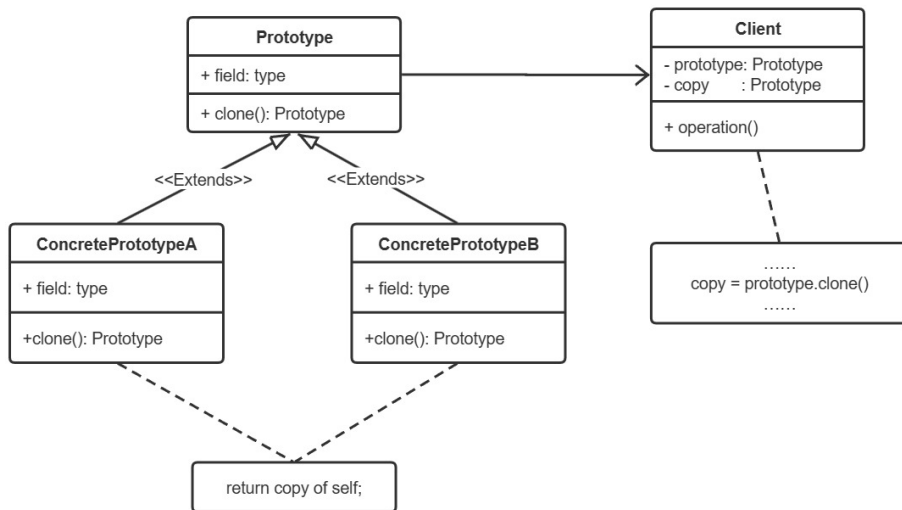 Prototype
+ field: type
+ clone(): Prototype
Client
- prototype: Prototype
- copy : Prototype
+ operation()
<<Extends>>
<<Extends>>
ConcretePrototypeA
+ field: type
+clone(): Prototype
ConcretePrototypeB
+ field: type
+clone(): Prototype
……
copy = prototype.clone()
……
return copy of self;